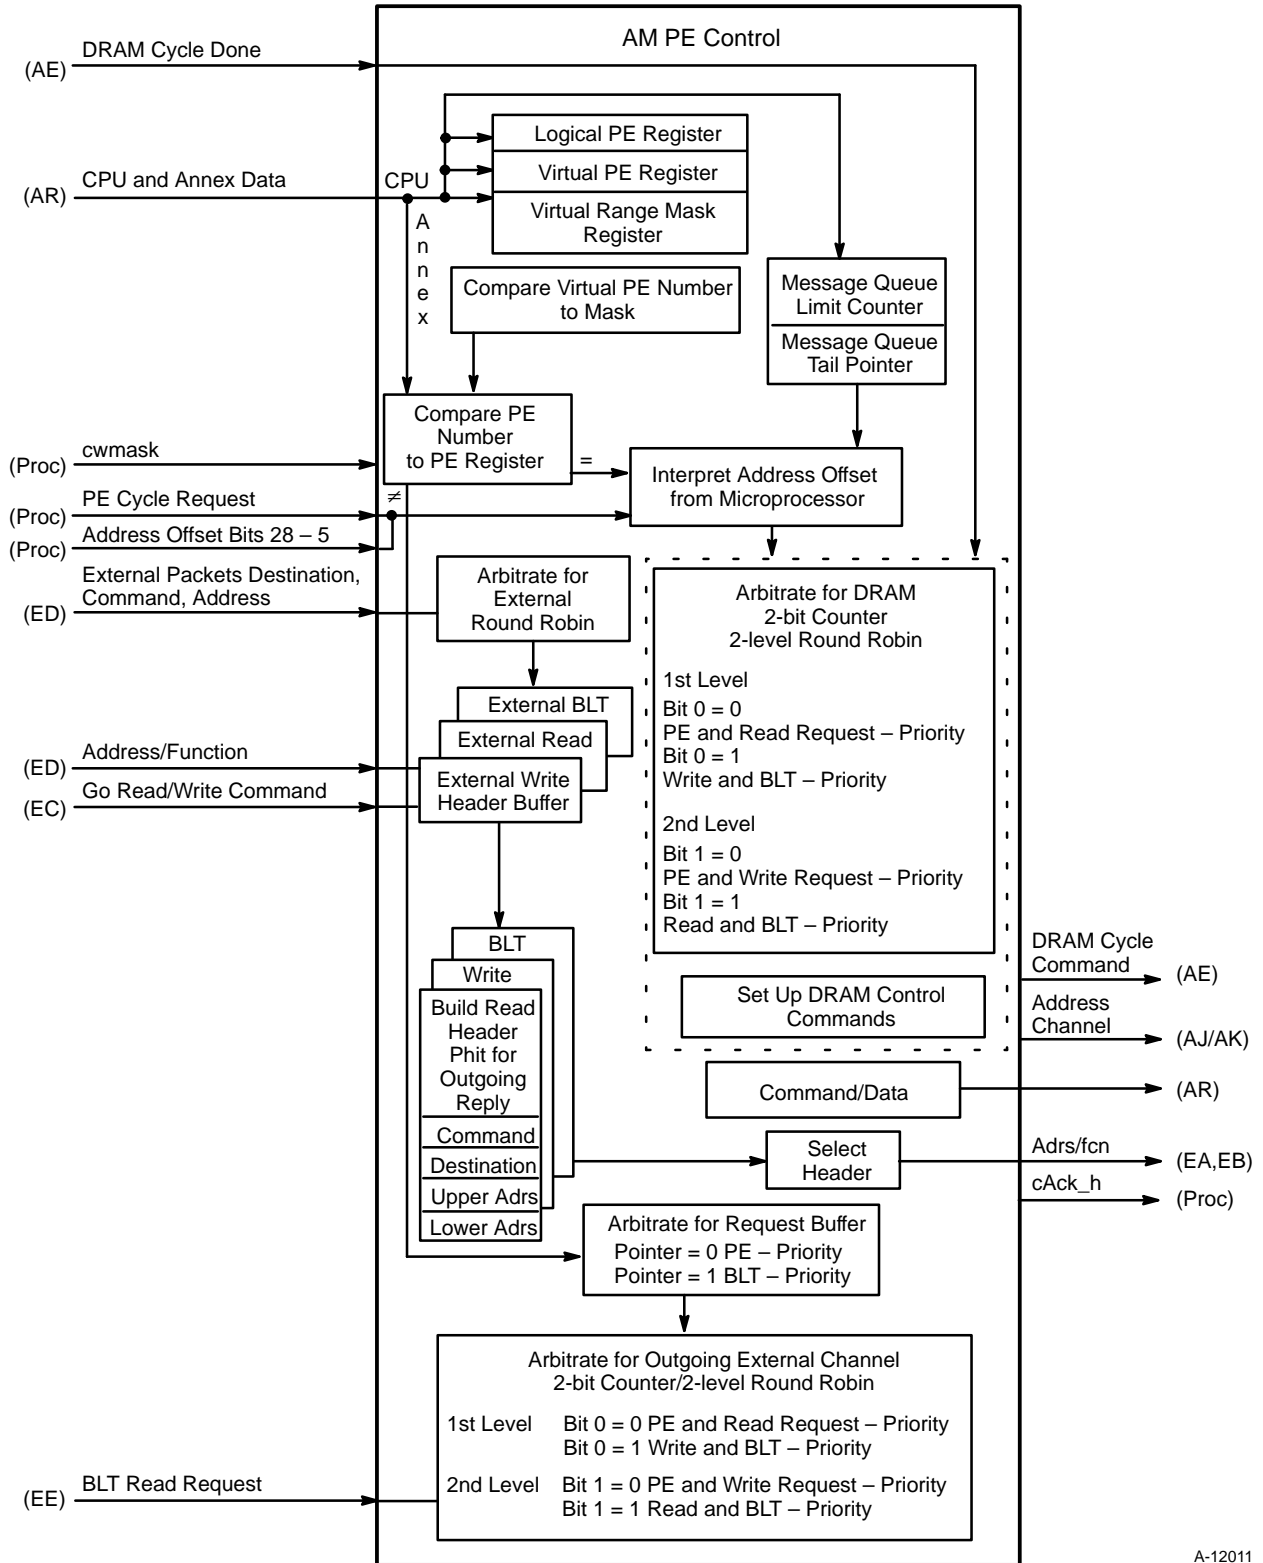 AM PE Control
DRAM Cycle Done
(AE)
Logical PE Register
Virtual PE Register
Virtual Range Mask
Register
CPU and Annex Data
(AR)
CPU
Annex
Compare Virtual PE Number
to Mask
Message Queue
Limit Counter
Message Queue
Tail Pointer
Compare PE
Number
to PE Register
=
≠
cwmask
(Proc)
PE Cycle Request
(Proc)
Address Offset Bits 28 – 5
(Proc)
Interpret Address Offset
from Microprocessor
External Packets Destination,
Command, Address
(ED)
Arbitrate for
External
Round Robin
Arbitrate for DRAM
2-bit Counter
2-level Round Robin
1st Level
Bit 0 = 0
PE and Read Request – Priority
Bit 0 = 1
Write and BLT – Priority
2nd Level
Bit 1 = 0
PE and Write Request – Priority
Bit 1 = 1
Read and BLT – Priority
External BLT
External Read
External Write
Header Buffer
Address/Function
(ED)
Go Read/Write Command
(EC)
BLT
Write
Build Read
Header
Phit for
Outgoing
Reply
Command
Destination
Upper Adrs
Lower Adrs
Set Up DRAM Control
Commands
DRAM Cycle
Command
(AE)
Address
Channel
(AJ/AK)
Command/Data
(AR)
Select
Header
Adrs/fcn
(EA,EB)
cAck_h
(Proc)
Arbitrate for Request Buffer
Pointer = 0 PE – Priority
Pointer = 1 BLT – Priority
Arbitrate for Outgoing External Channel
2-bit Counter/2-level Round Robin
1st Level Bit 0 = 0 PE and Read Request – Priority
Bit 0 = 1 Write and BLT – Priority
2nd Level Bit 1 = 0 PE and Write Request – Priority
Bit 1 = 1 Read and BLT – Priority
BLT Read Request
(EE)
A-12011